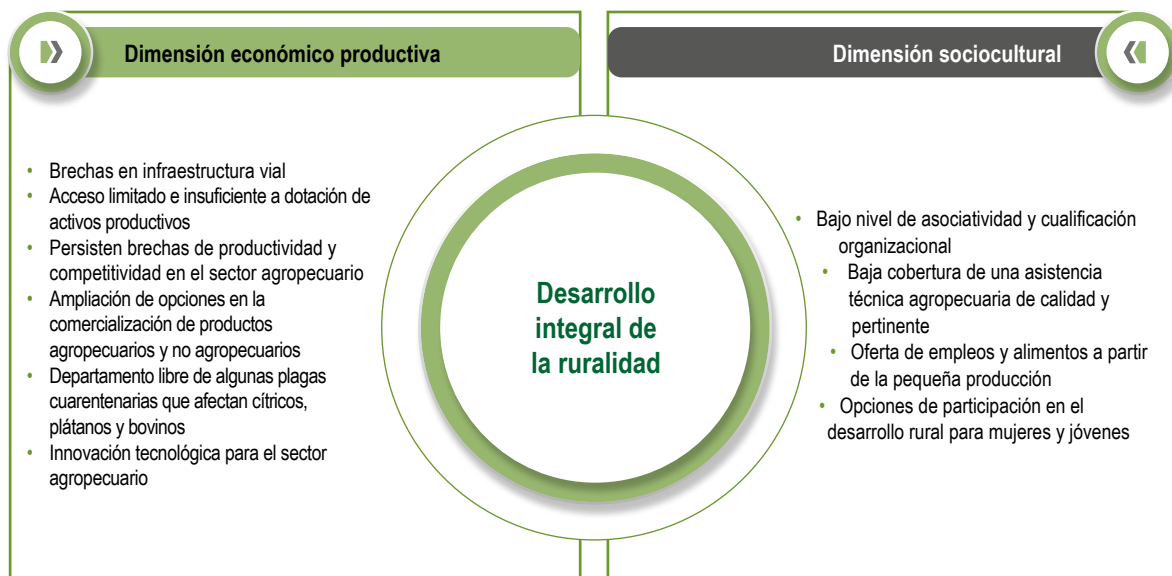 Dimensión económico productiva
• Brechas en infraestructura vial
• Acceso limitado e insuficiente a dotación de
activos productivos
• Persisten brechas de productividad y
competitividad en el sector agropecuario
• Ampliación de opciones en la
comercialización de productos
agropecuarios y no agropecuarios
• Departamento libre de algunas plagas
cuarentenarias que afectan cítricos,
plátanos y bovinos
• Innovación tecnológica para el sector
agropecuario
Desarrollo
integral de
la ruralidad
Dimensión sociocultural
• Bajo nivel de asociatividad y cualificación
organizacional
• Baja cobertura de una asistencia
técnica agropecuaria de calidad y
pertinente
• Oferta de empleos y alimentos a partir
de la pequeña producción
• Opciones de participación en el
desarrollo rural para mujeres y jóvenes